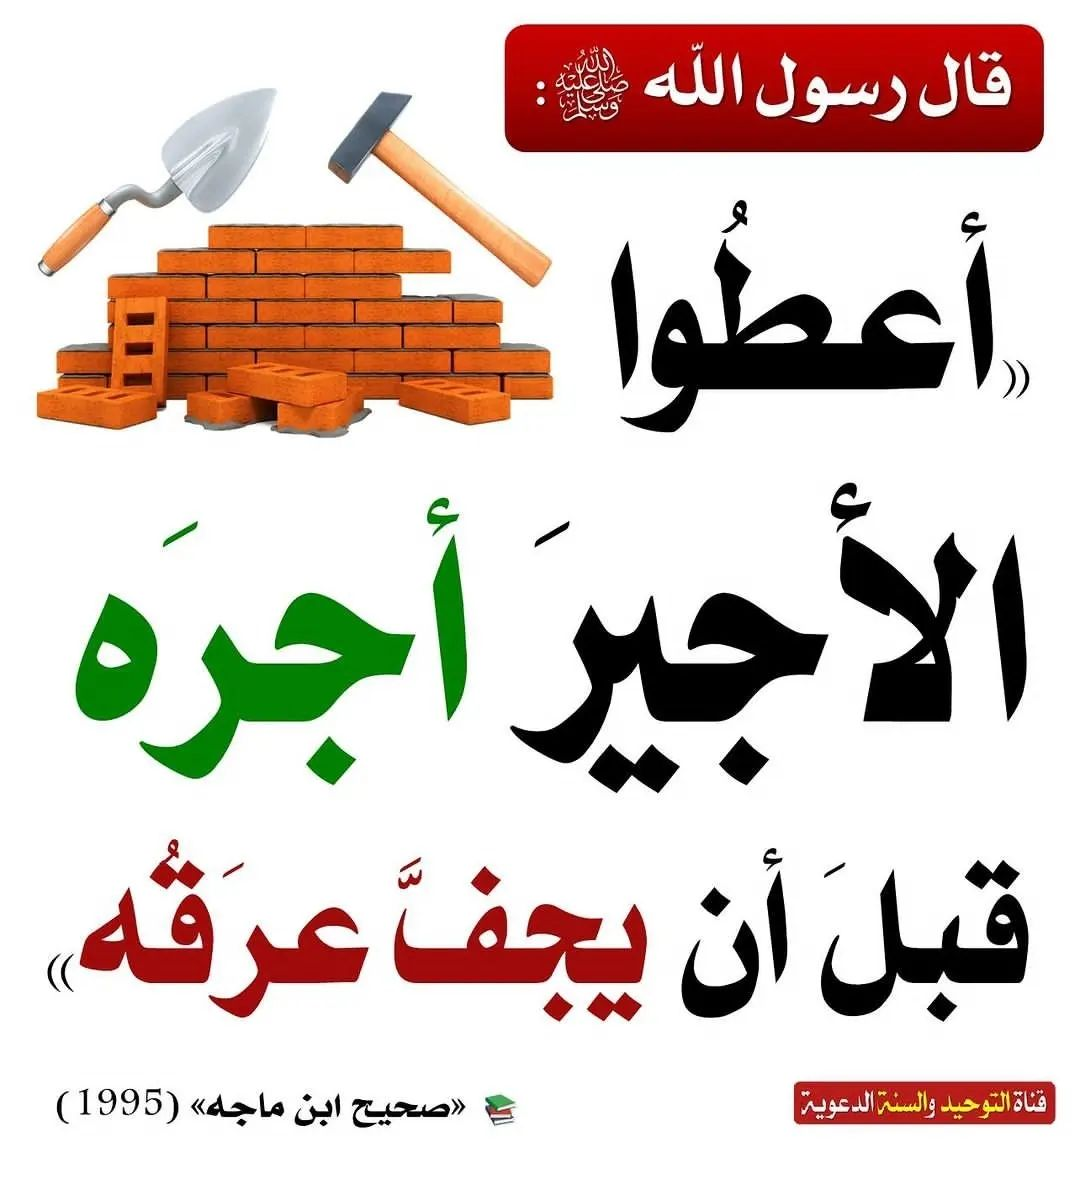 قال رسول الله ﷺ :
«أعطُوا
الأجيرَ أجرَه
قبلَ أن يجفَّ عرَقُه»
«صحيح ابن ماجه» (1995)
قناة التوحيد والسنة الدعوية